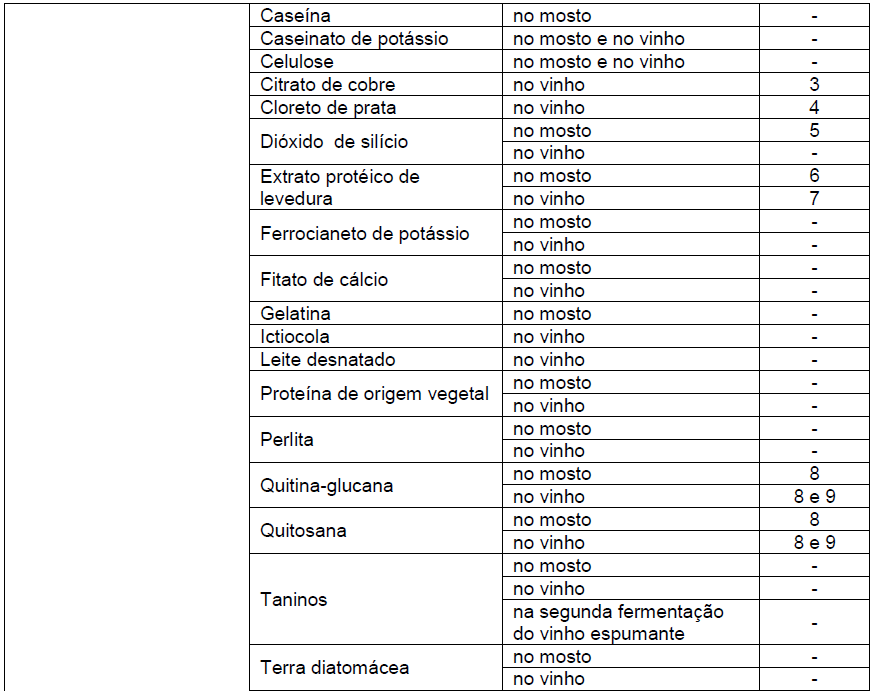 Caseína no mosto -
Caseinato de potássio no mosto e no vinho -
Celulose no mosto e no vinho -
Citrato de cobre no vinho 3
Cloreto de prata no vinho 4
Dióxido de silício no mosto 5
no vinho -
Extrato protéico de levedura no mosto 6
no vinho 7
Ferrocianeto de potássio no mosto -
no vinho -
Fitato de cálcio no mosto -
no vinho -
Gelatina no mosto -
Ictiocola no vinho -
Leite desnatado no vinho -
Proteína de origem vegetal no mosto -
no vinho -
Perlita no mosto -
no vinho -
Quitina-glucana no mosto 8
no vinho 8 e 9
Quitosana no mosto 8
no vinho 8 e 9
Taninos no mosto -
no vinho -
na segunda fermentação
do vinho espumante -
Terra diatomácea no mosto -
no vinho -